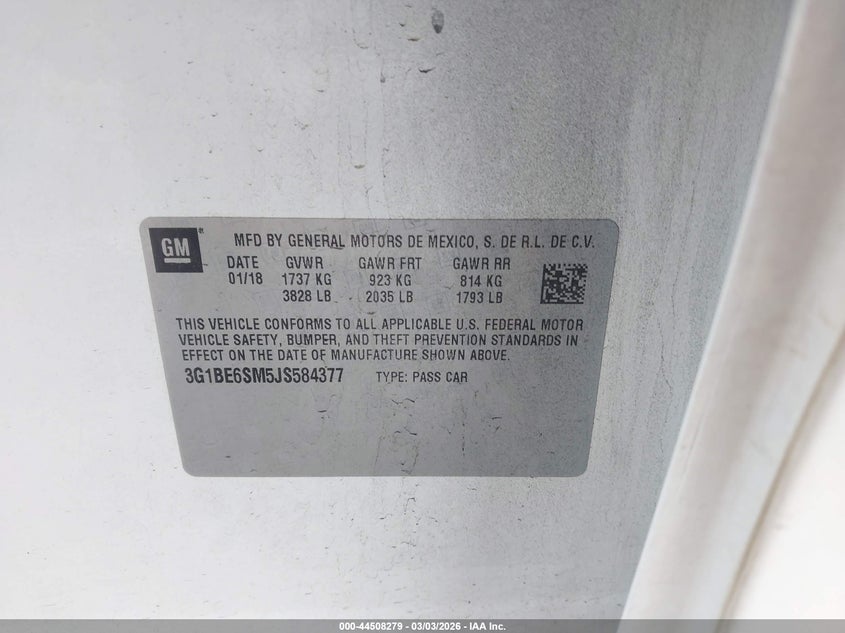 GM
MFD BY GENERAL MOTORS DE MEXICO, S. DE R.L. DE C.V.
DATE GVWR GAWR FRT GAWR RR
01/18 1737 KG 923 KG 814 KG
3828 LB 2035 LB 1793 LB
THIS VEHICLE CONFORMS TO ALL APPLICABLE U.S. FEDERAL MOTOR
VEHICLE SAFETY, BUMPER, AND THEFT PREVENTION STANDARDS IN
EFFECT ON THE DATE OF MANUFACTURE SHOWN ABOVE.
3G1BE6SM5JS584377 TYPE: PASS CAR
000-44508279 - 03/03/2026 - IAA Inc.